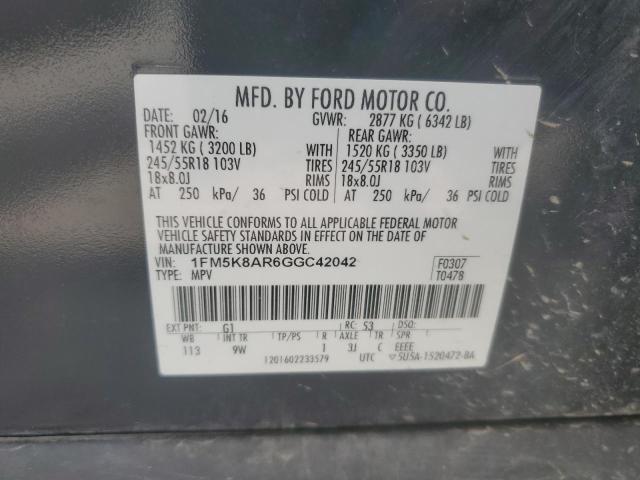 MFD. BY FORD MOTOR CO.
DATE: 02/16 GVWR: 2877 KG ( 6342 LB)
FRONT GAWR: REAR GAWR:
1452 KG ( 3200 LB) WITH 1520 KG ( 3350 LB) WITH
245/55R18 103V TIRES 245/55R18 103V TIRES
18x8.0J RIMS 18x8.0J RIMS
AT 250 kPa/ 36 PSI COLD AT 250 kPa/ 36 PSI COLD
THIS VEHICLE CONFORMS TO ALL APPLICABLE FEDERAL MOTOR
VEHICLE SAFETY STANDARDS IN EFFECT ON THE DATE OF
MANUFACTURE SHOWN ABOVE.
VIN: 1FM5K8AR6GGC42042 F0307
TYPE: MPV T0478
EXT PNT: G1 RC: 53 DSO:
WB INT TR TP/PS R AXLE TR SPR
113 9W 1 3J C EEEE
1201602233579 UTC 5U5A-1520472-BA